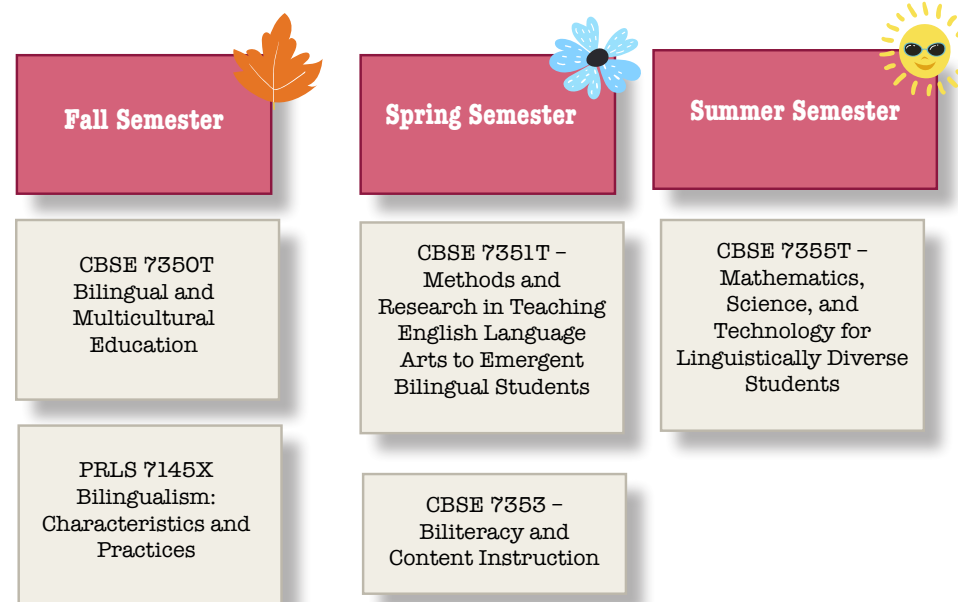 Fall Semester
CBSE 7350T
Bilingual and
Multicultural
Education
PRLS 7145X
Bilingualism:
Characteristics and
Practices
Spring Semester
CBSE 7351T –
Methods and
Research in Teaching
English Language
Arts to Emergent
Bilingual Students
CBSE 7353 –
Biliteracy and
Content Instruction
Summer Semester
CBSE 7355T –
Mathematics,
Science, and
Technology for
Linguistically Diverse
Students